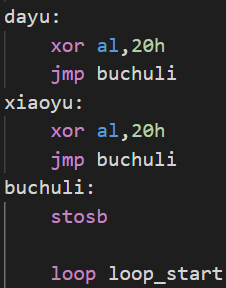 dayu:
    xor al,20h
    jmp buchuli
xiaoyu:
    xor al,20h
    jmp buchuli
buchuli:
    stosb
    loop loop_start